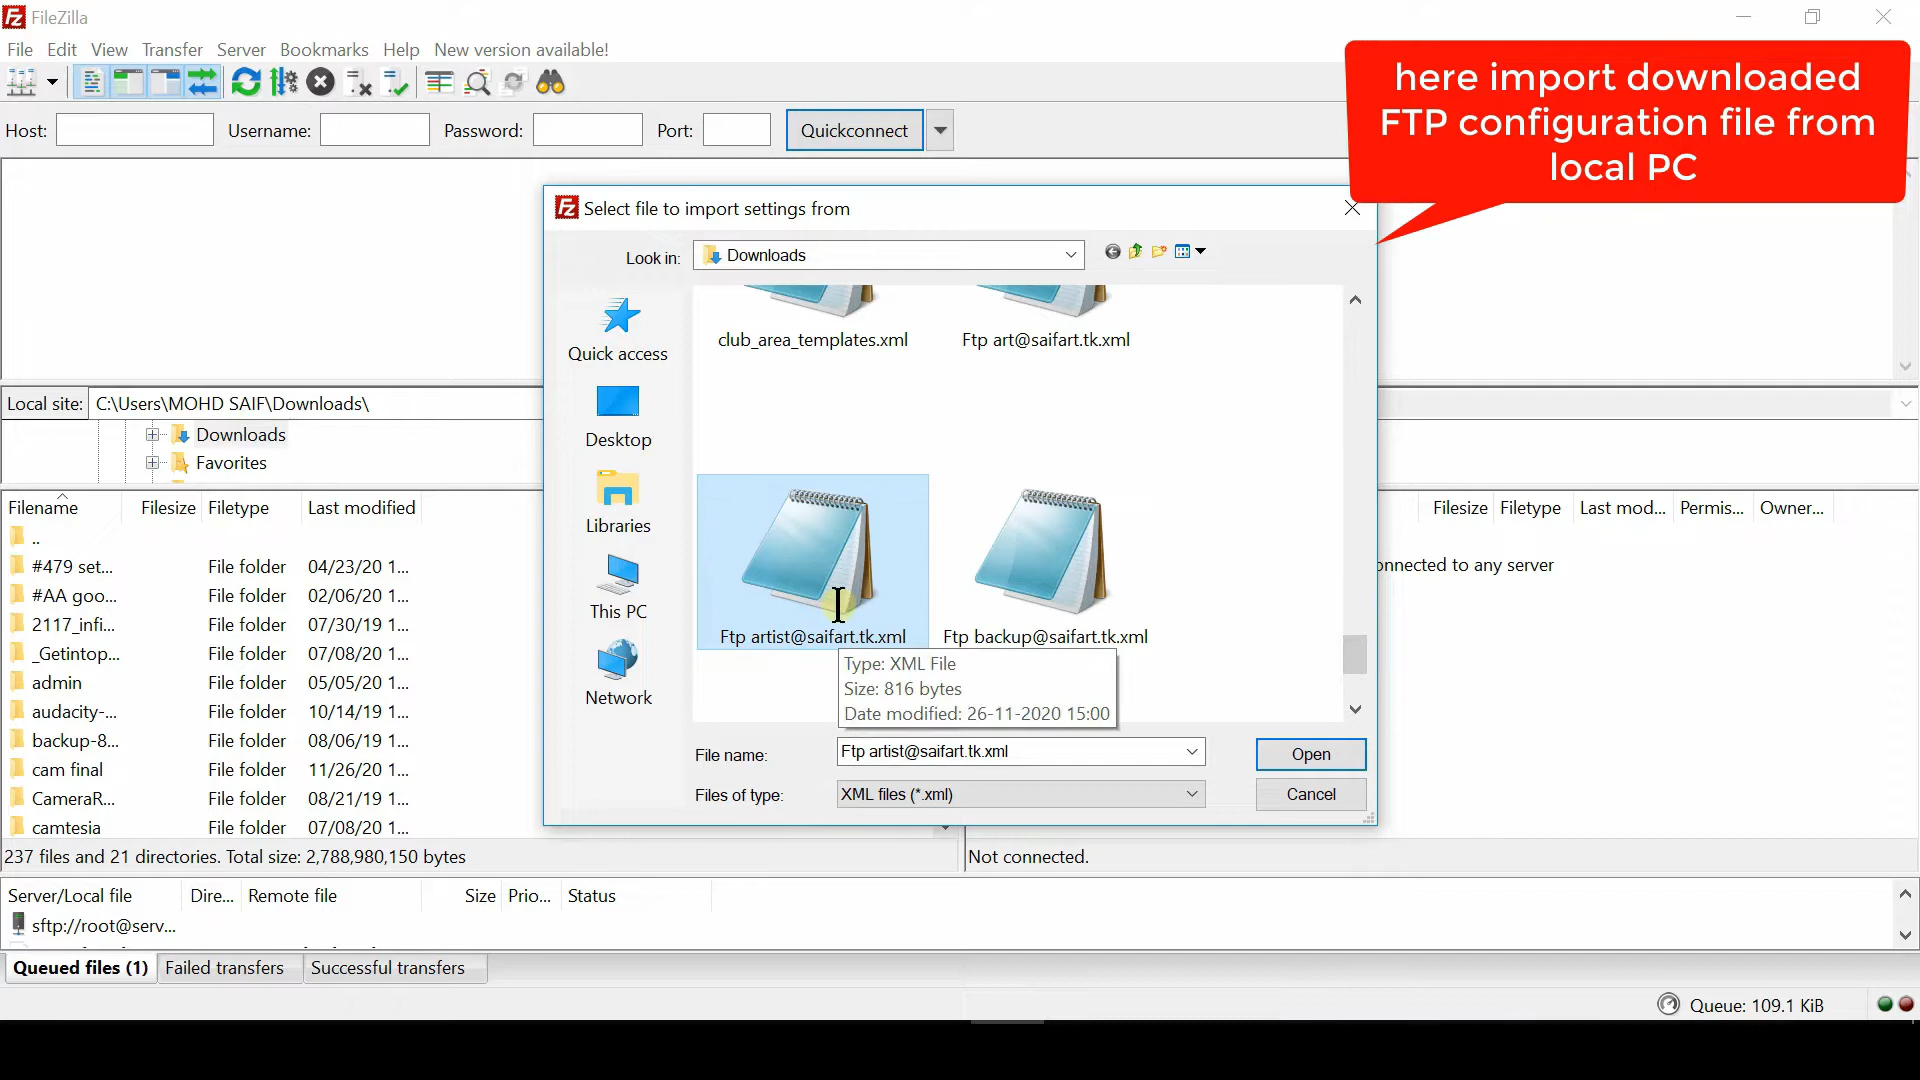 FileZilla
File Edit View Transfer Server Bookmarks Help New version available!
here import downloaded
FTP configuration file from
local PC
Host: Username: Password: Port: Quickconnect
Select file to import settings from
Look in: Downloads
Quick access
Desktop
Libraries
This PC
Network
club_area_templates.xml Ftp art@saifart.tk.xml
Ftp artist@saifart.tk.xml Ftp backup@saifart.tk.xml
Type: XML File
Size: 816 bytes
Date modified: 26-11-2020 15:00
File name: Ftp artist@saifart.tk.xml Open
Files of type: XML files (*.xml) Cancel
Local site: C:\Users\MOHD SAIF\Downloads\
Downloads
Favorites
Filename Filesize Filetype Last modified
..
#479 set... File folder 04/23/20 1...
#AA goo... File folder 02/06/20 1...
2117_infi... File folder 07/30/19 1...
_Getintop... File folder 07/08/20 1...
admin File folder 05/05/20 1...
audacity-... File folder 10/14/19 1...
backup-8... File folder 08/06/19 1...
cam final File folder 11/26/20 1...
CameraR... File folder 08/21/19 1...
camtesia File folder 07/08/20 1...
237 files and 21 directories. Total size: 2,788,980,150 bytes
Filesize Filetype Last mod... Permis... Owner...
onnected to any server
Not connected.
Server/Local file Dire... Remote file Size Prio... Status
sftp://root@serv...
Queued files (1) Failed transfers Successful transfers
Queue: 109.1 KiB